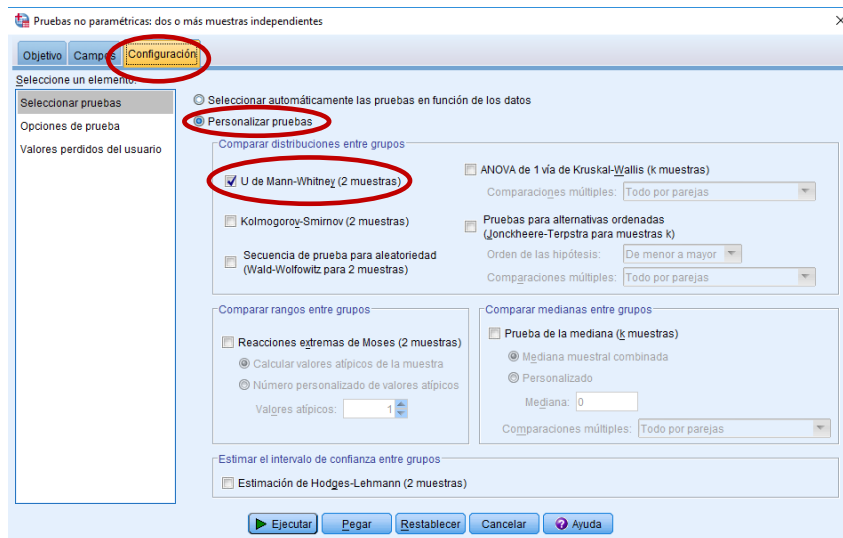 Pruebas no paramétricas: dos o más muestras independientes
Objetivo Campos Configuración
Seleccione un elemento:
Seleccionar pruebas
Opciones de prueba
Valores perdidos del usuario
Seleccionar automáticamente las pruebas en función de los datos
Personalizar pruebas
Comparar distribuciones entre grupos
U de Mann-Whitney (2 muestras)
Kolmogorov-Smirnov (2 muestras)
Secuencia de prueba para aleatoriedad
(Wald-Wolfowitz para 2 muestras)
ANOVA de 1 vía de Kruskal-Wallis (k muestras)
Comparaciones múltiples: Todo por parejas
Pruebas para alternativas ordenadas
(Jonckheere-Terpstra para muestras k)
Orden de las hipótesis: De menor a mayor
Comparaciones múltiples: Todo por parejas
Comparar rangos entre grupos
Reacciones extremas de Moses (2 muestras)
Calcular valores atípicos de la muestra
Número personalizado de valores atípicos
Valores atípicos: 1
Comparar medianas entre grupos
Prueba de la mediana (k muestras)
Mediana muestral combinada
Personalizado
Mediana: 0
Comparaciones múltiples: Todo por parejas
Estimar el intervalo de confianza entre grupos
Estimación de Hodges-Lehmann (2 muestras)
Ejecutar Pegar Restablecer Cancelar Ayuda